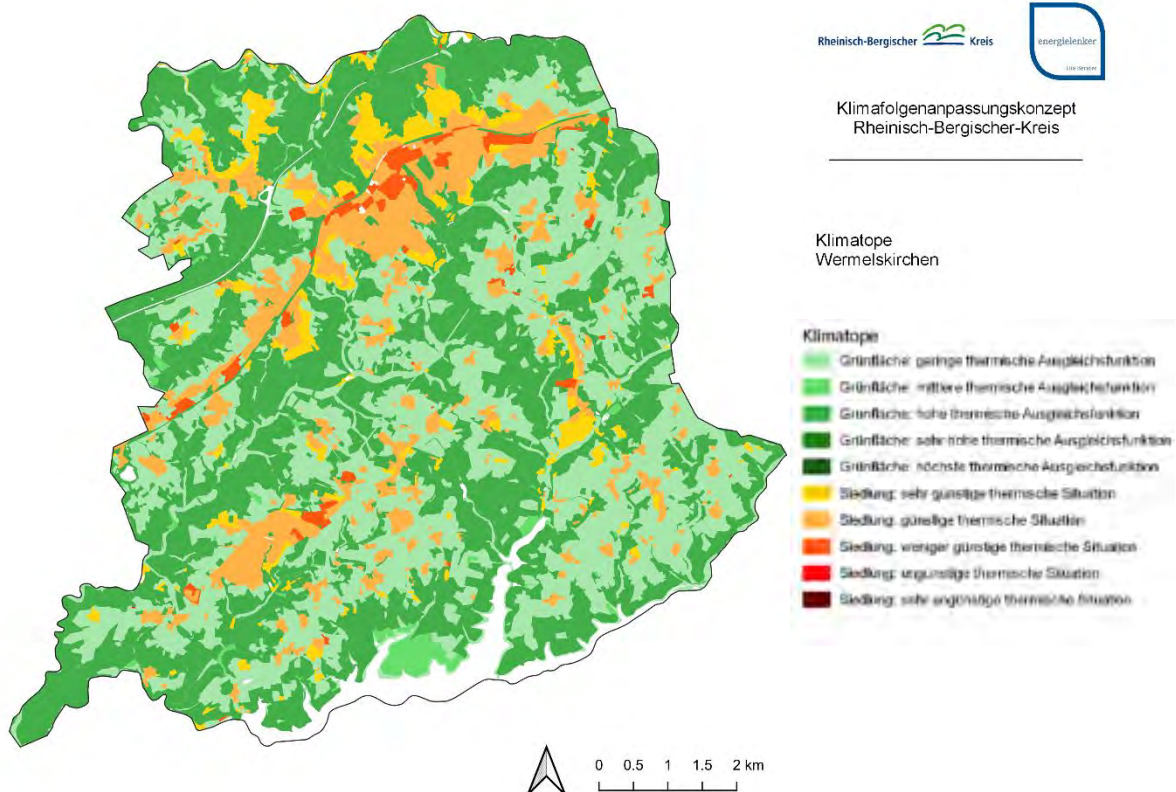 Rheinisch-Bergischer Kreis
energielenker
Klimafolgenanpassungskonzept
Rheinisch-Bergischer-Kreis
Klimatope
Wermelskirchen
Klimatope
Grünfläche: geringe thermische Ausgleichsfunktion
Grünfläche: mittlere thermische Ausgleichsfunktion
Grünfläche: hohe thermische Ausgleichsfunktion
Grünfläche: sehr hohe thermische Ausgleichsfunktion
Grünfläche: höchste thermische Ausgleichsfunktion
Siedlung: sehr günstige thermische Situation
Siedlung: günstige thermische Situation
Siedlung: weniger günstige thermische Situation
Siedlung: ungünstige thermische Situation
Siedlung: sehr ungünstige thermische Situation
0 0.5 1 1.5 2 km